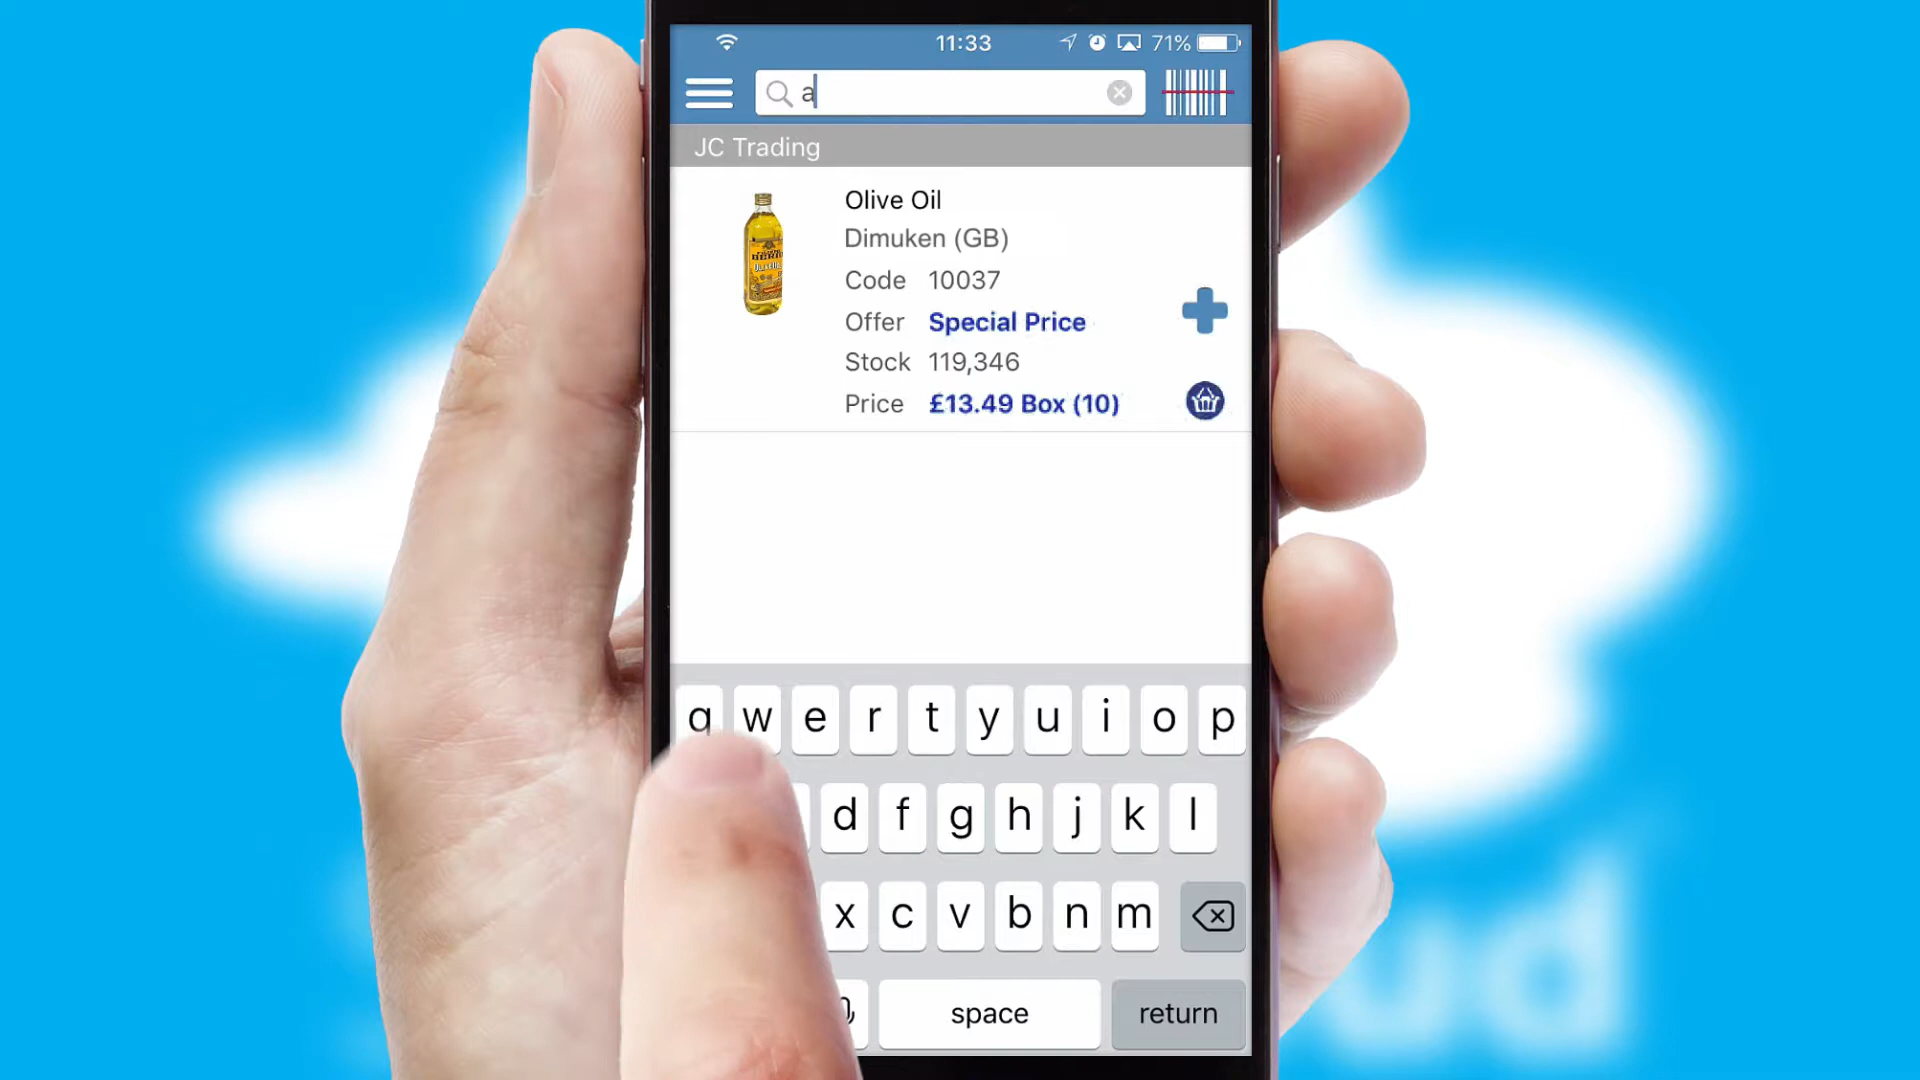 11:33 71%
a
JC Trading
Olive Oil
Dimuken (GB)
Code 10037
Offer Special Price
Stock 119,346
Price £13.49 Box (10)
q w e r t y u i o p
d f g h j k l
x c v b n m
space return
ud